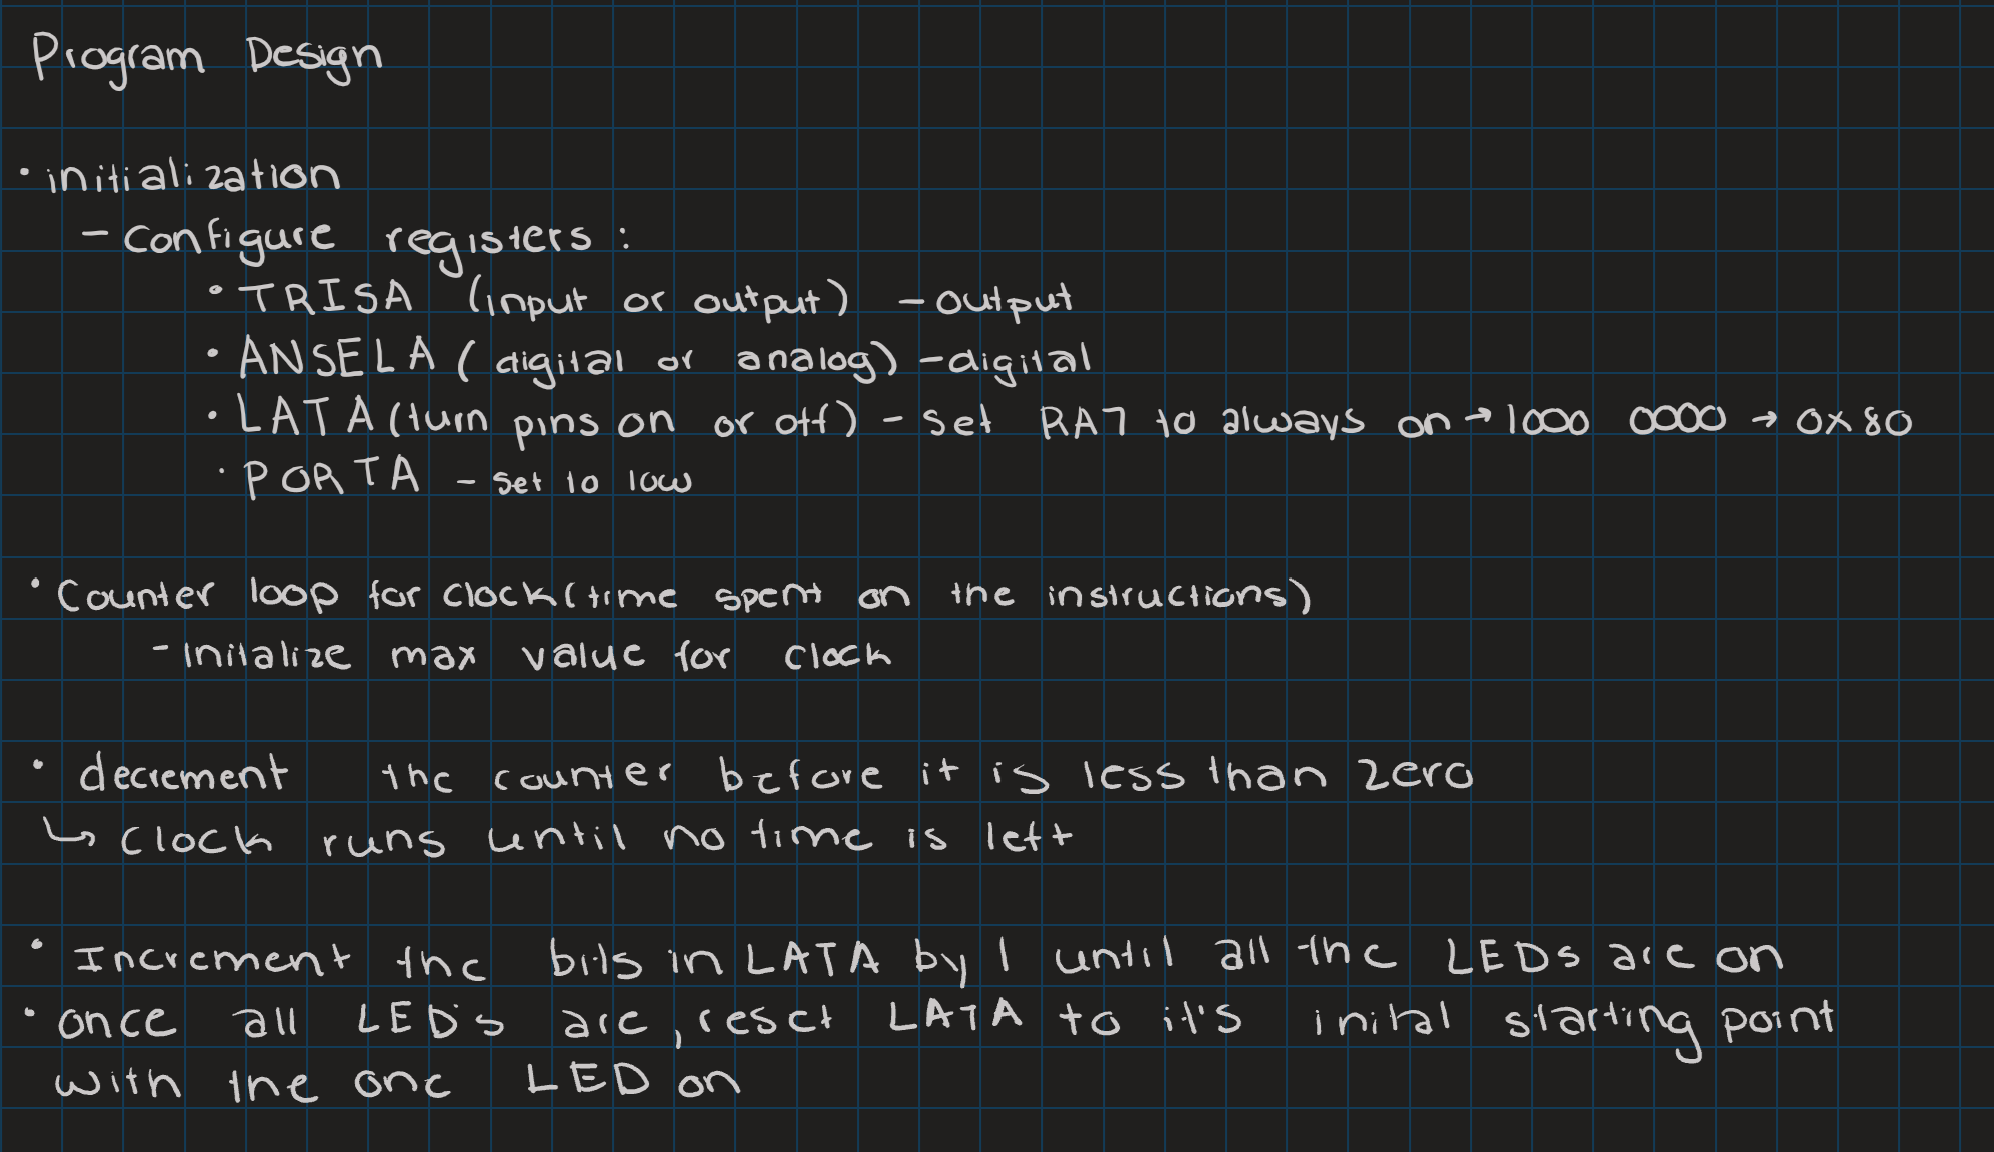 Program Design
• initialization
- Configure registers:
• TRISA (input or output) - output
• ANSELA (digital or analog) - digital
• LATA (turn pins on or off) - Set RA7 to always on → 1000 0000 → 0x80
• PORTA - set to low
• Counter loop for clock (time spent on the instructions)
- Initalize max value for clock
• decrement the counter before it is less than zero
↳ clock runs until no time is left
• Increment the bits in LATA by 1 until all the LEDs are on
• once all LED's are, reset LATA to it's inital starting point
with the one LED on